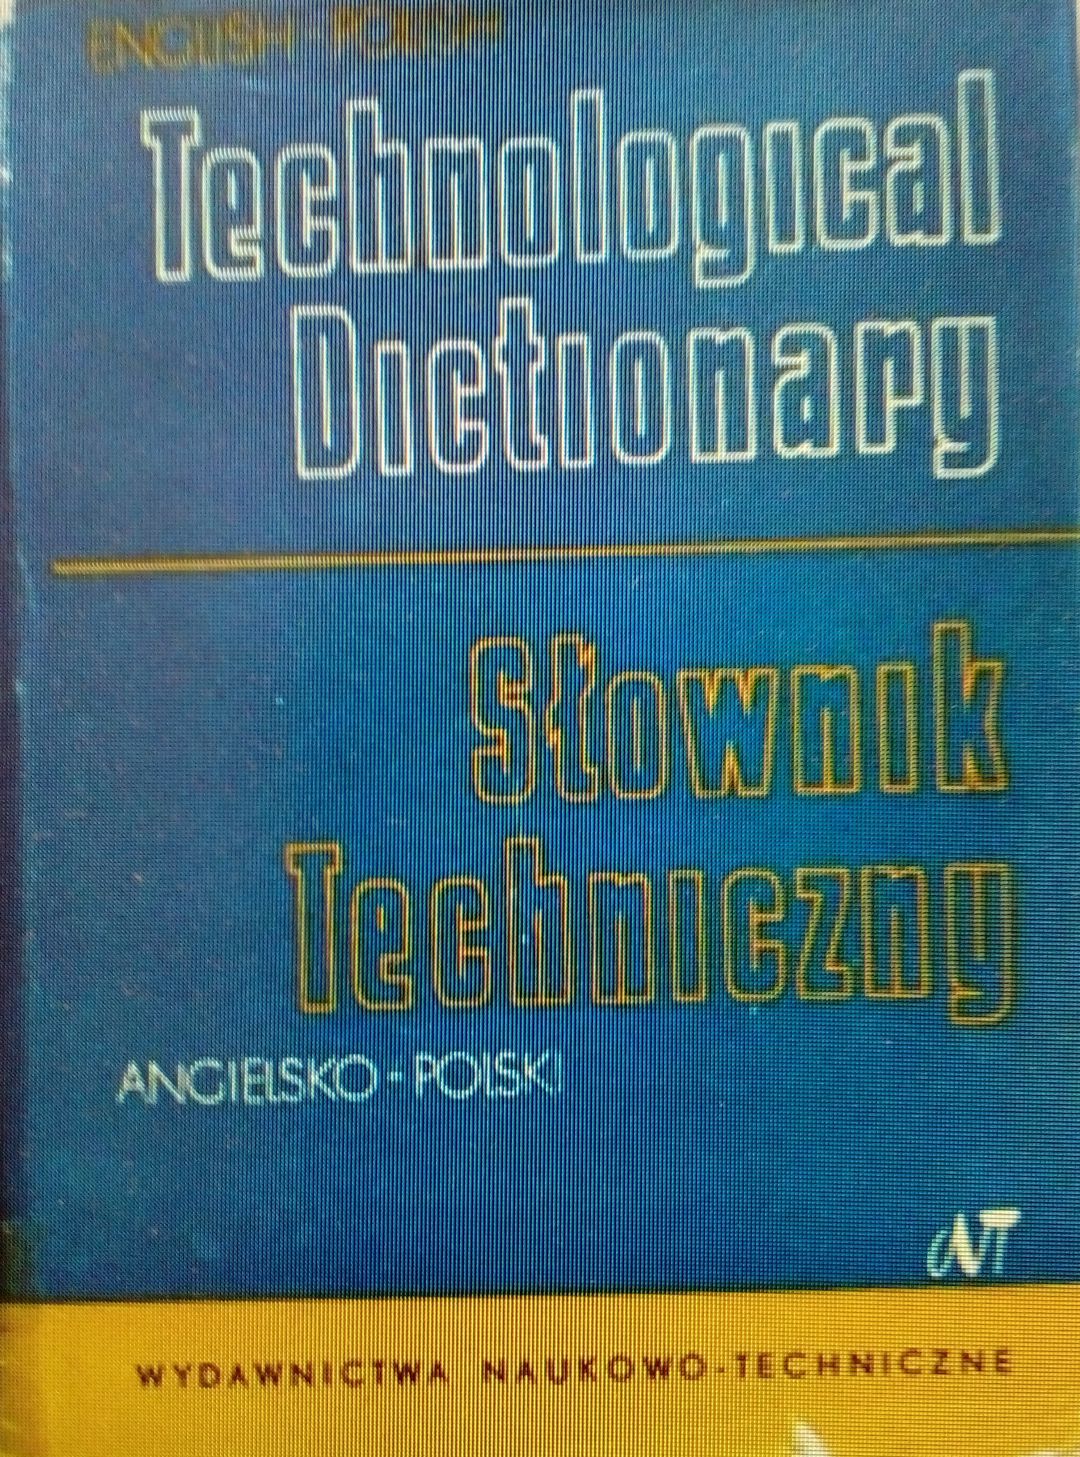 ENGLISH-POLISH
Technological
Dictionary
Słownik
Techniczny
ANGIELSKO-POLSKI
WNT
WYDAWNICTWA NAUKOWO-TECHNICZNE